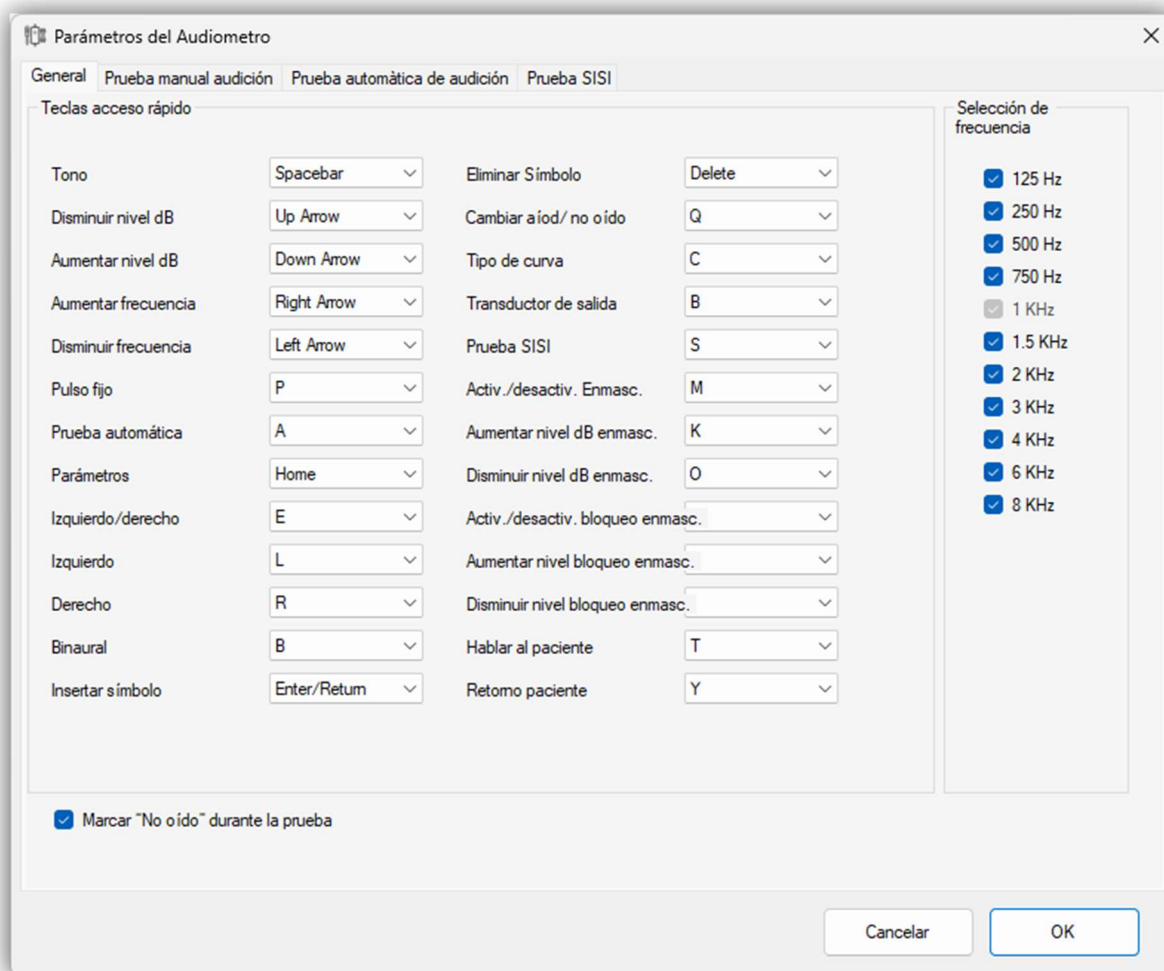 Parámetros del Audiometro
General Prueba manual audición Prueba automàtica de audición Prueba SISI
Teclas acceso rápido
Tono Spacebar
Disminuir nivel dB Up Arrow
Aumentar nivel dB Down Arrow
Aumentar frecuencia Right Arrow
Disminuir frecuencia Left Arrow
Pulso fijo P
Prueba automática A
Parámetros Home
Izquierdo/derecho E
Izquierdo L
Derecho R
Binaural B
Insertar símbolo Enter/Return
Eliminar Símbolo Delete
Cambiar aíod/ no oído Q
Tipo de curva C
Transductor de salida B
Prueba SISI S
Activ./desactiv. Enmasc. M
Aumentar nivel dB enmasc. K
Disminuir nivel dB enmasc. O
Activ./desactiv. bloqueo enmasc.
Aumentar nivel bloqueo enmasc.
Disminuir nivel bloqueo enmasc.
Hablar al paciente T
Retorno paciente Y
Selección de
frecuencia
125 Hz
250 Hz
500 Hz
750 Hz
1 KHz
1.5 KHz
2 KHz
3 KHz
4 KHz
6 KHz
8 KHz
Marcar "No oído" durante la prueba
Cancelar OK